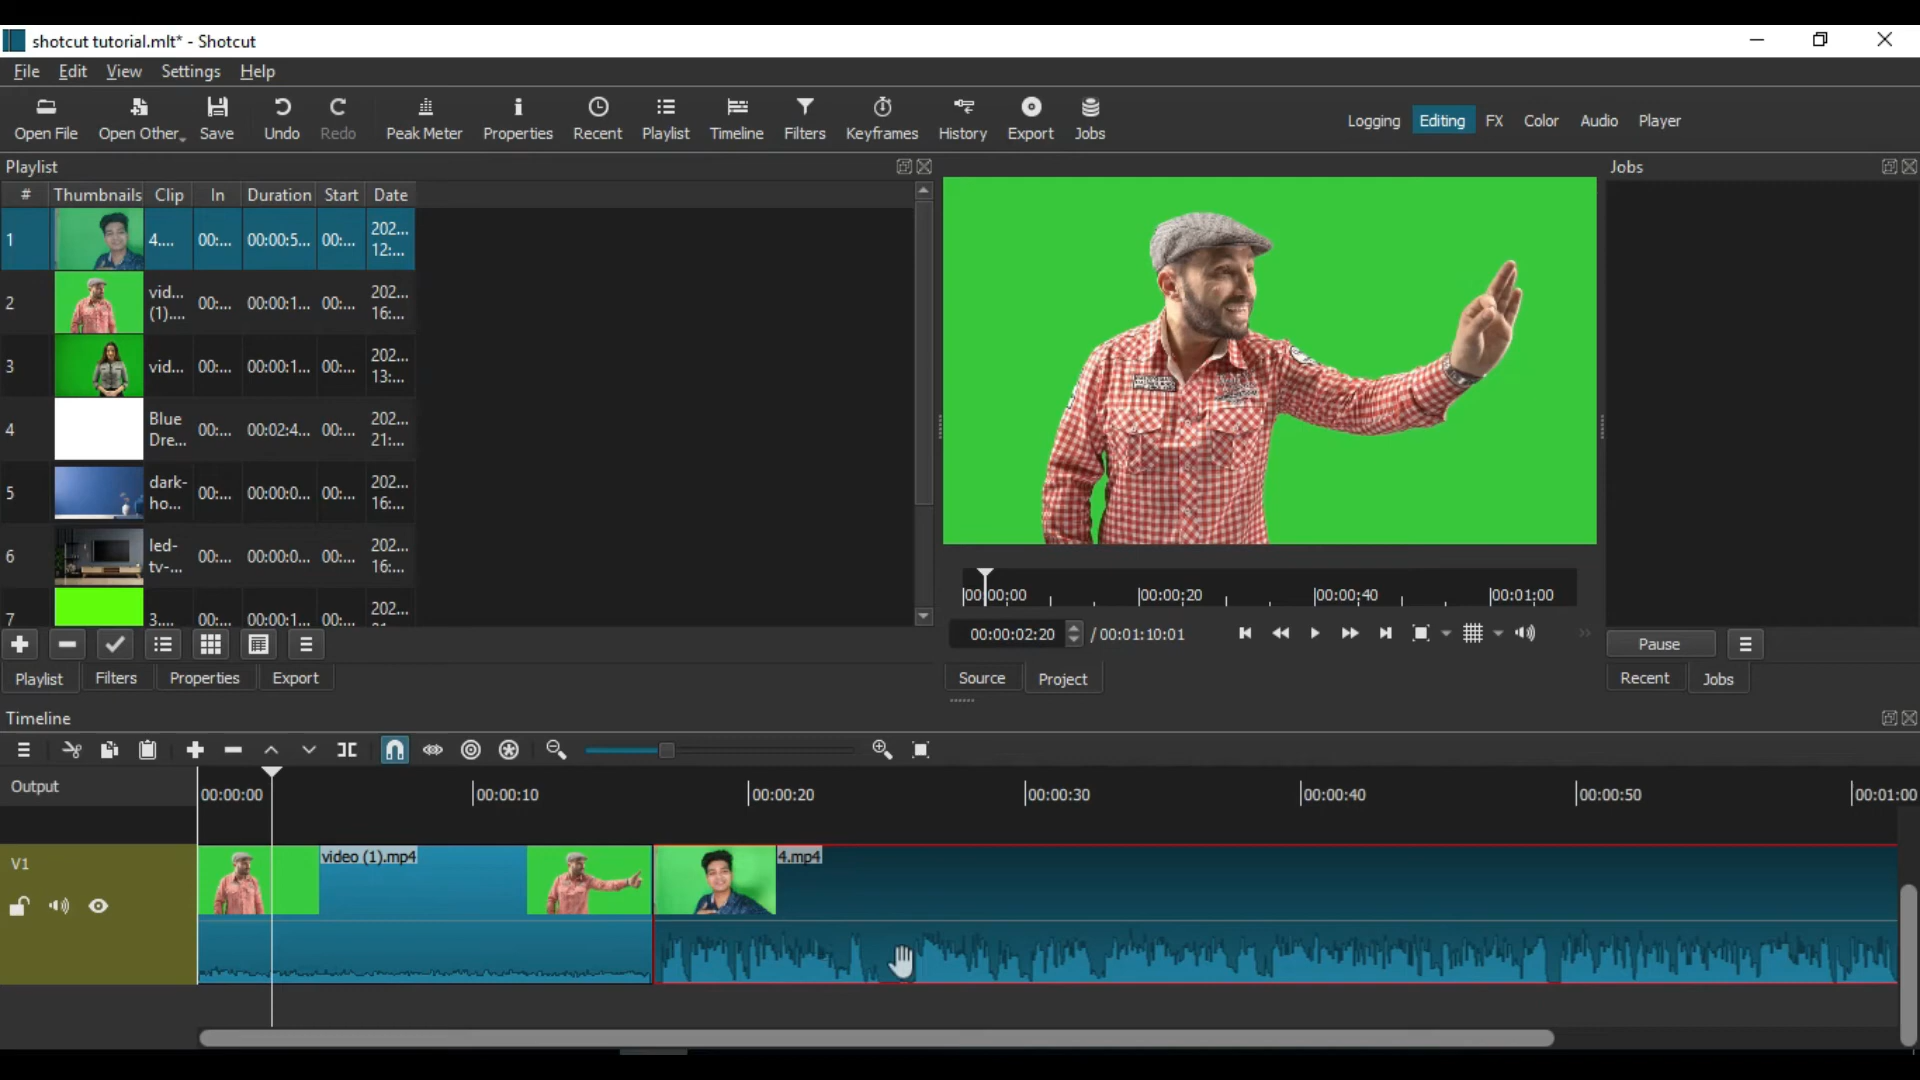 shotcut tutorial.mlt* - Shotcut
File Edit View Settings Help
Open File Open Other Save Undo Redo Peak Meter Properties Recent Playlist Timeline Filters Keyframes History Export Jobs
Logging Editing FX Color Audio Player
Playlist
# Thumbnails Clip In Duration Start Date
1 4.... 00:... 00:00:5... 00:... 202... 12:...
2 vid... (1).... 00:... 00:00:1... 00:... 202... 16:...
3 vid... 00:... 00:00:1... 00:... 202... 13:...
4 Blue Dre... 00:... 00:02:4... 00:... 202... 21:...
5 dark-ho... 00:... 00:00:0... 00:... 202... 16:...
6 led-tv-... 00:... 00:00:0... 00:... 202... 16:...
7 3.... 00:... 00:00:1... 00:... 202...
Playlist Filters Properties Export
00:00:00 00:00:20 00:00:40 00:01:00
00:00:02:20 / 00:01:10:01
Source Project
Jobs
Pause
Recent Jobs
Timeline
Output
00:00:00 00:00:10 00:00:20 00:00:30 00:00:40 00:00:50 00:01:00
V1
video (1).mp4
4.mp4